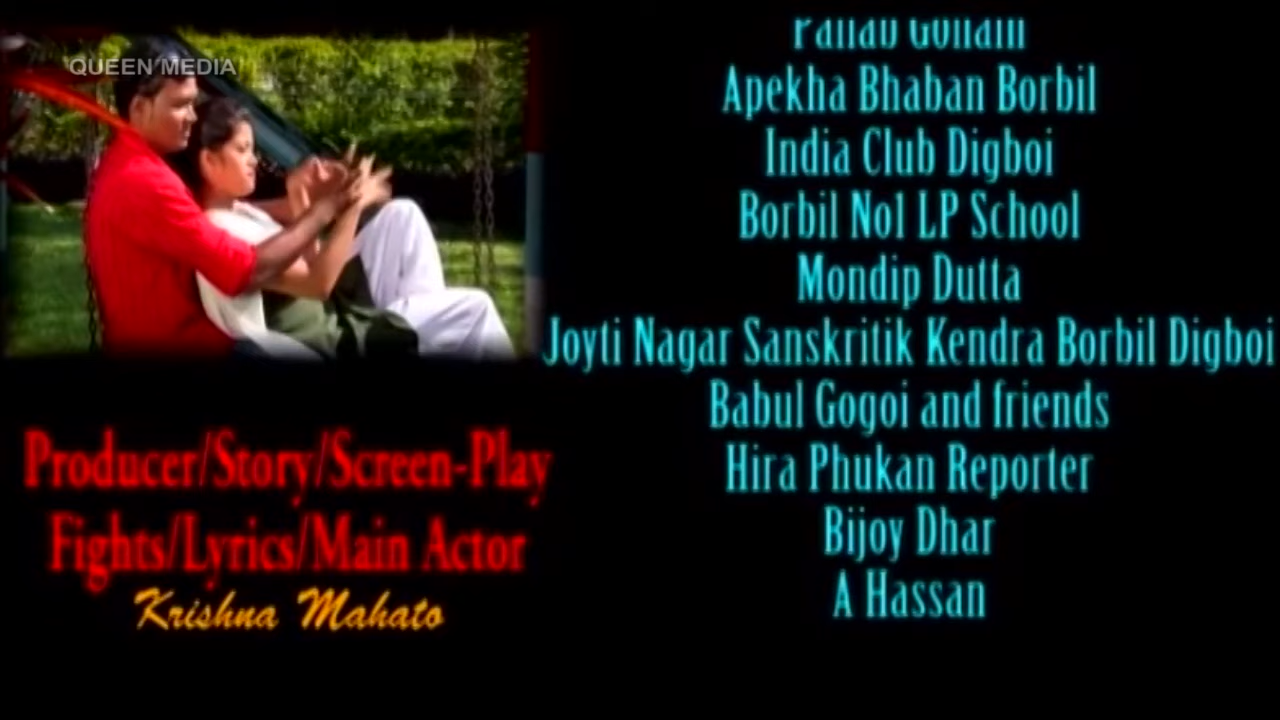 QUEEN MEDIA
Producer/Story/Screen-Play
Fights/Lyrics/Main Actor
Krishna Mahato
Apekha Bhaban Borbil
India Club Digboi
Borbil No1 LP School
Mondip Dutta
Joyti Nagar Sanskritik Kendra Borbil Digboi
Babul Gogoi and friends
Hira Phukan Reporter
Bijoy Dhar
A Hassan